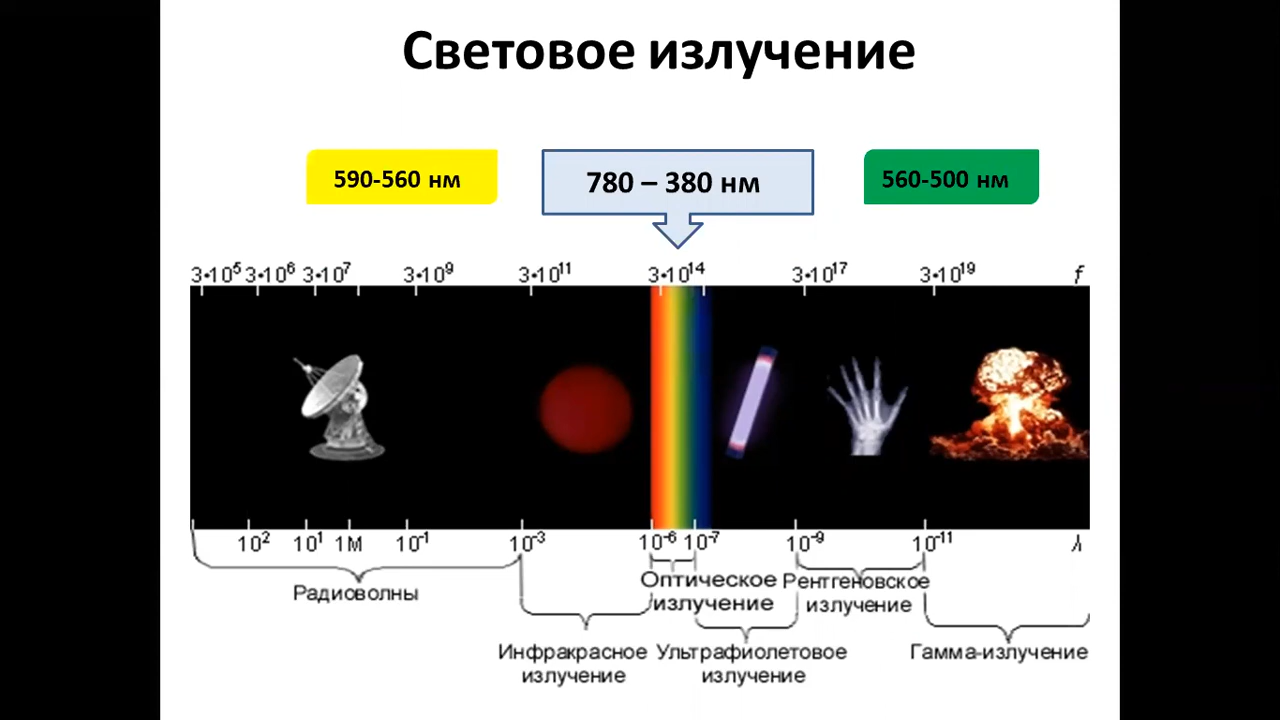 Световое излучение
590-560 нм
780 – 380 нм
560-500 нм
3•10⁵ 3•10⁶ 3•10⁷ 3•10⁹ 3•10¹¹ 3•10¹⁴ 3•10¹⁷ 3•10¹⁹ f
10² 10¹ 1М 10⁻¹ 10⁻³ 10⁻⁶ 10⁻⁷ 10⁻⁹ 10⁻¹¹ λ
Радиоволны
Инфракрасное
излучение
Оптическое
излучение
Ультрафиолетовое
излучение
Рентгеновское
излучение
Гамма-излучение